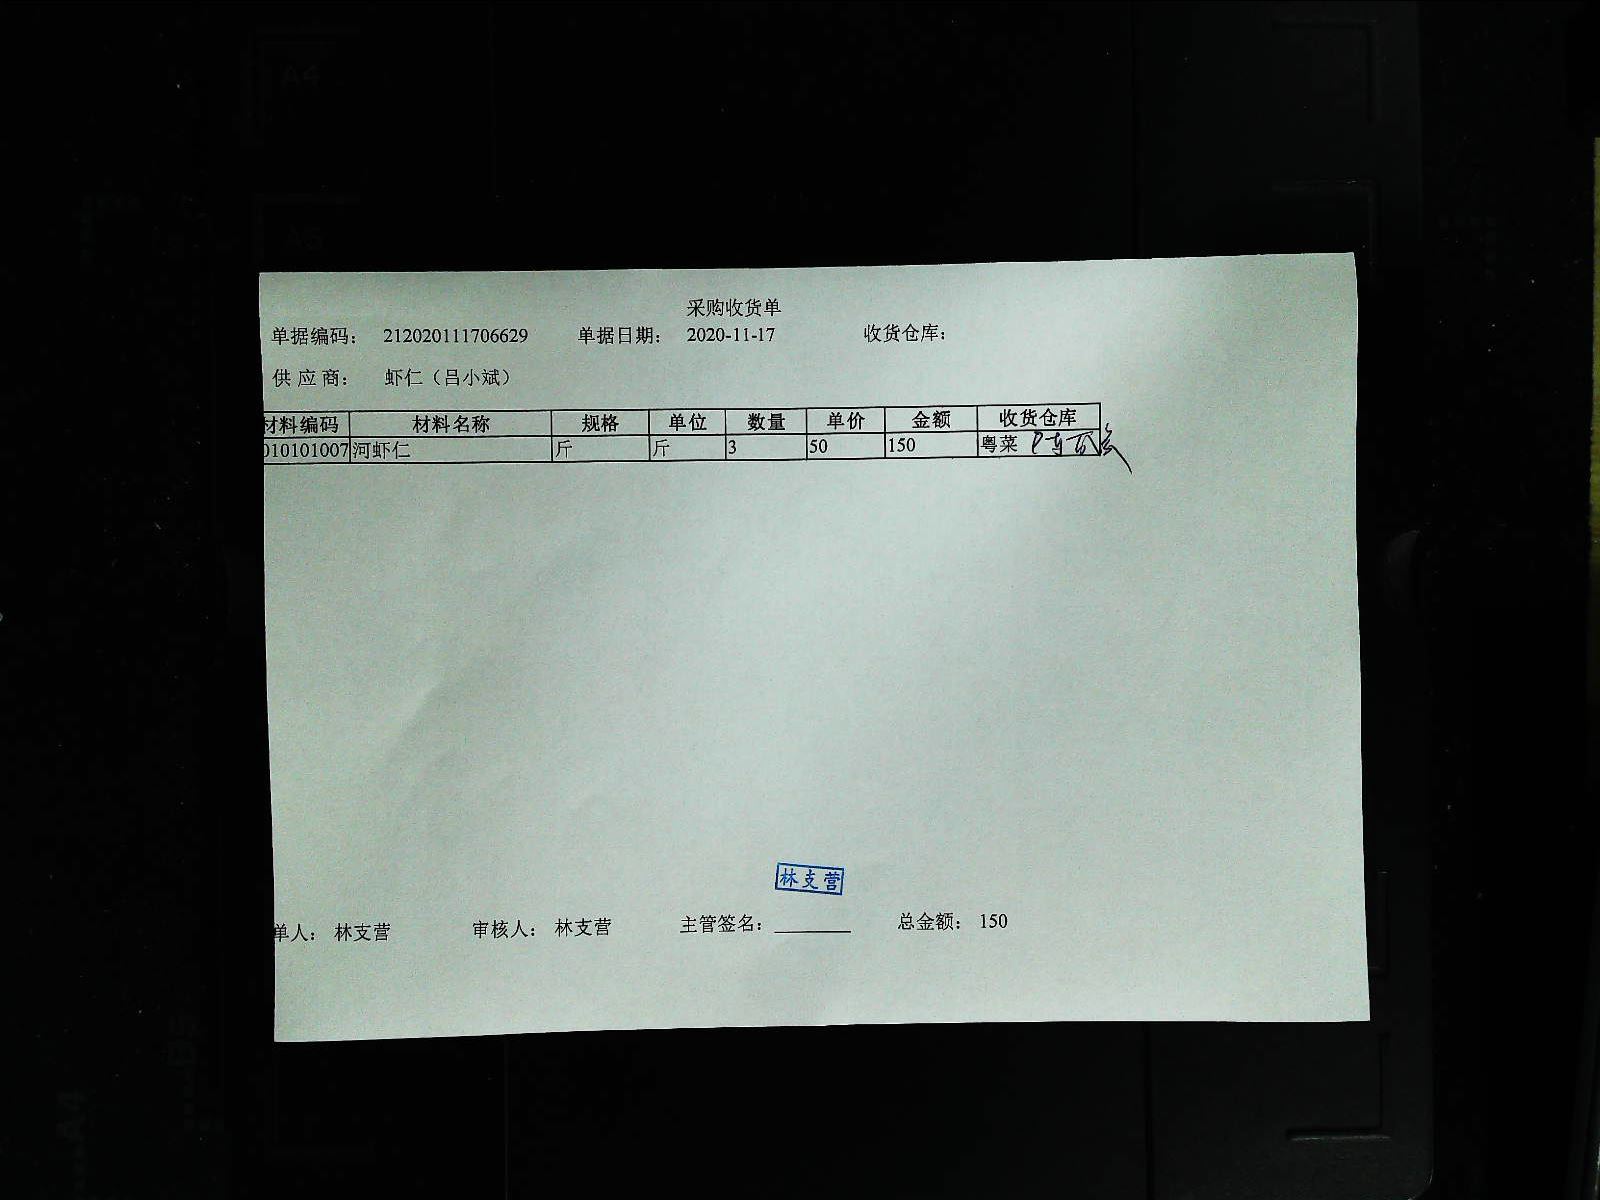 采购收货单
单据编码： 212020111706629 单据日期： 2020-11-17 收货仓库：
供 应 商： 虾仁（吕小斌）
材料编码 材料名称 规格 单位 数量 单价 金额 收货仓库
010101007 河虾仁 斤 斤 3 50 150 粤菜
林支营
单人： 林支营 审核人： 林支营 主管签名： 总金额： 150